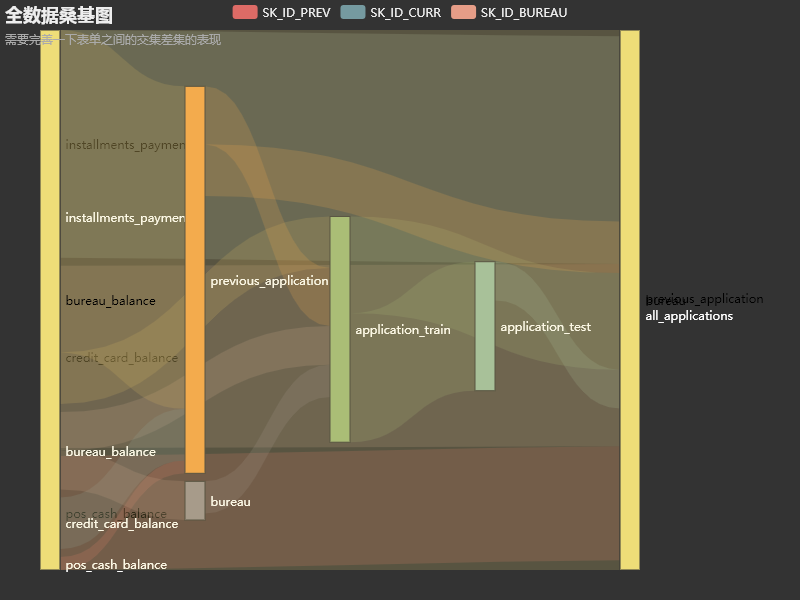 全数据桑基图
SK_ID_PREV
SK_ID_CURR
SK_ID_BUREAU
需要完善一下表单之间的交集差集的表现
installments_paymen
installments_paymen
previous_application
bureau_balance
previous_application
bureau
all_applications
application_train
application_test
credit_card_balance
bureau_balance
bureau
pos_cash_balance
credit_card_balance
pos_cash_balance